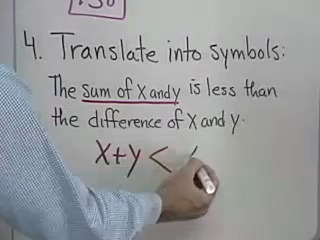 4. Translate into symbols:
The sum of x and y is less than
the difference of x and y.
x+y <